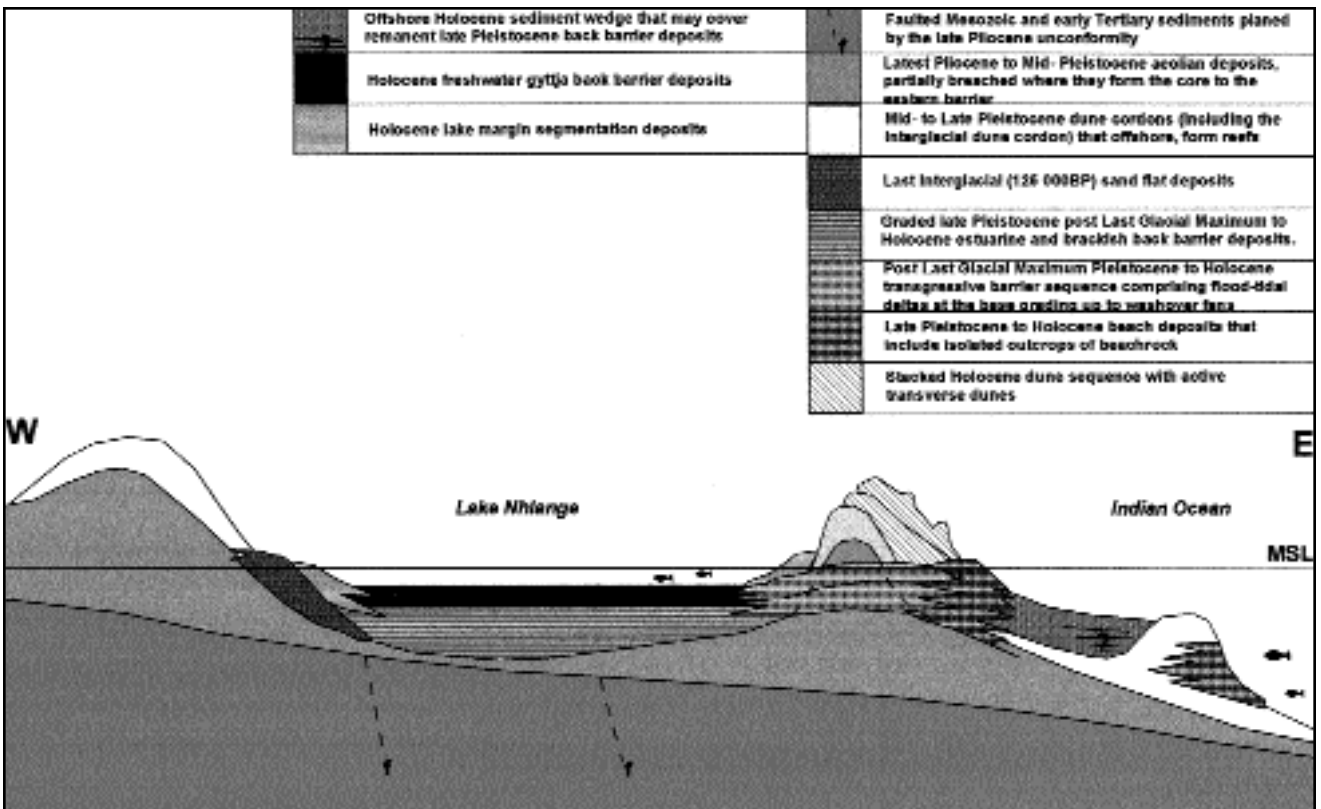 Offshore Holocene sediment wedge that may cover
remanent late Pleistocene back barrier deposits
Holocene freshwater gyttja back barrier deposits
Holocene lake margin segmentation deposits
Faulted Mesozoic and early Tertiary sediments planed
by the late Pliocene unconformity
Latest Pliocene to Mid- Pleistocene aeolian deposits,
partially breached where they form the core to the
eastern barrier
Mid- to Late Pleistocene dune cordons (including the
Interglacial dune cordon) that offshore, form reefs
Last Interglacial (125 000BP) sand flat deposits
Graded late Pleistocene post Last Glacial Maximum to
Holocene estuarine and brackish back barrier deposits.
Post Last Glacial Maximum Pleistocene to Holocene
transgressive barrier sequence comprising flood-tidal
deltas at the base grading up to washover fans
Late Pleistocene to Holocene beach deposits that
include isolated outcrops of beachrock
Stacked Holocene dune sequence with active
transverse dunes
W
E
Lake Nhlange
Indian Ocean
MSL
?
f
f
f